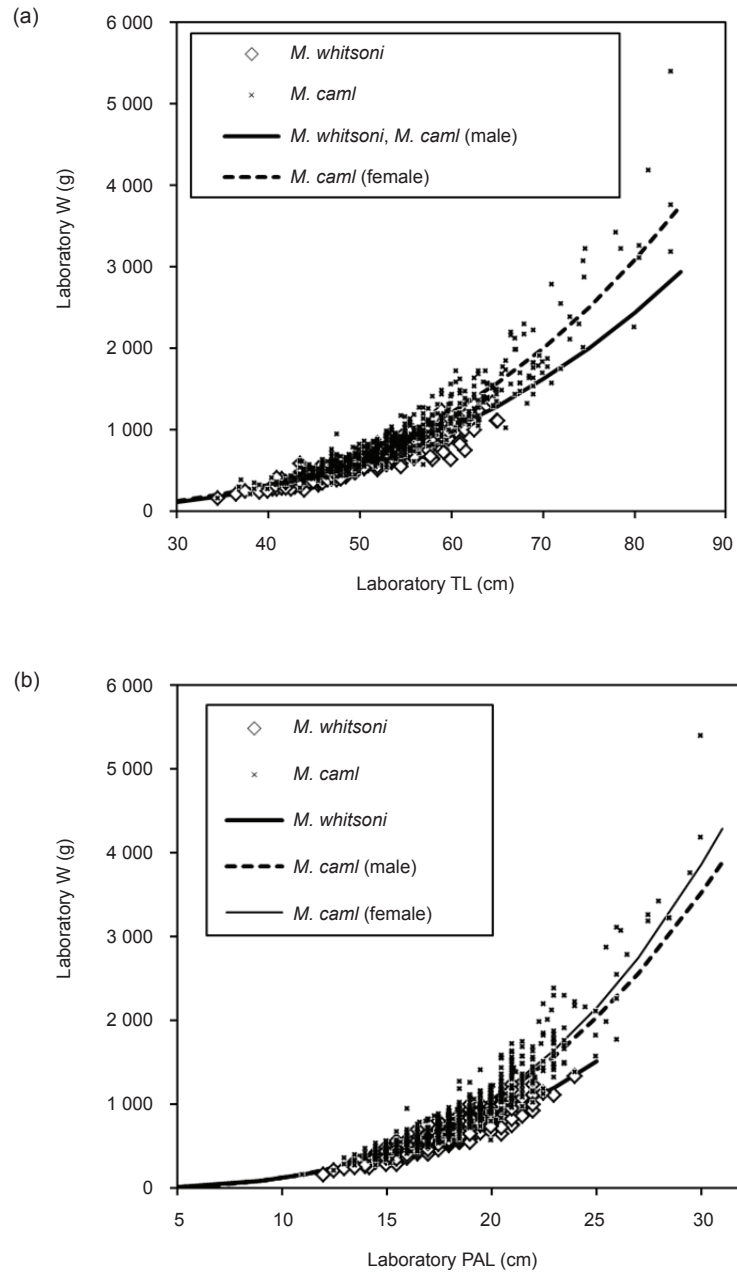 (a)
6 000
5 000
4 000
3 000
2 000
1 000
0
Laboratory W (g)
M. whitsoni
M. caml
M. whitsoni, M. caml (male)
M. caml (female)
30 40 50 60 70 80 90
Laboratory TL (cm)
(b)
6 000
5 000
4 000
3 000
2 000
1 000
0
Laboratory W (g)
M. whitsoni
M. caml
M. whitsoni
M. caml (male)
M. caml (female)
5 10 15 20 25 30
Laboratory PAL (cm)